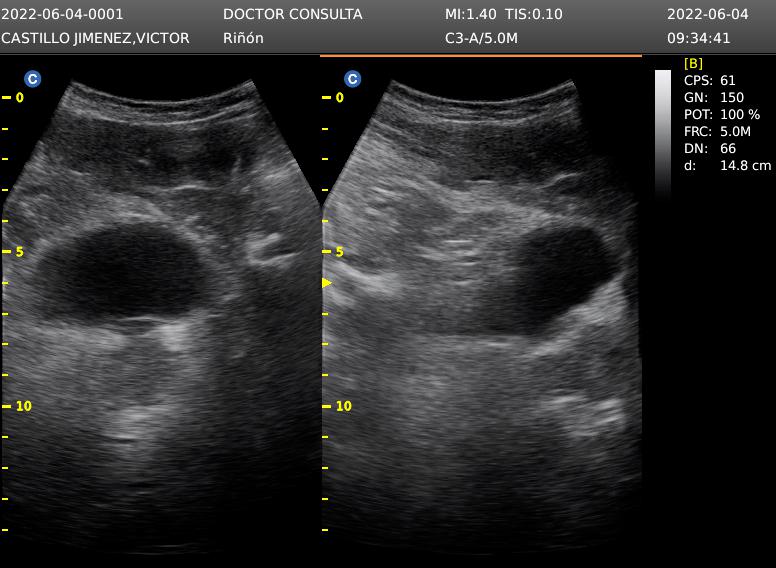 2022-06-04-0001 DOCTOR CONSULTA MI:1.40 TIS:0.10 2022-06-04
CASTILLO JIMENEZ,VICTOR Riñón C3-A/5.0M 09:34:41
C C
[B]
CPS: 61
GN: 150
POT: 100 %
FRC: 5.0M
DN: 66
d: 14.8 cm
0 0
5 5
10 10